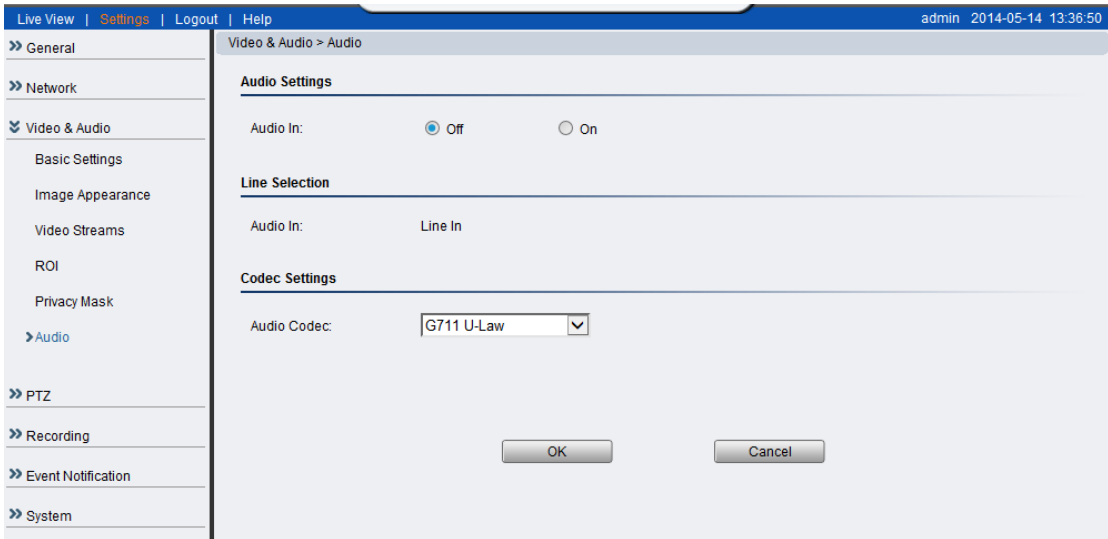 Live View | Settings | Logout | Help admin 2014-05-14 13:36:50
General
Network
Video & Audio
Basic Settings
Image Appearance
Video Streams
ROI
Privacy Mask
Audio
PTZ
Recording
Event Notification
System
Video & Audio > Audio
Audio Settings
Audio In: Off On
Line Selection
Audio In: Line In
Codec Settings
Audio Codec: G711 U-Law
OK Cancel